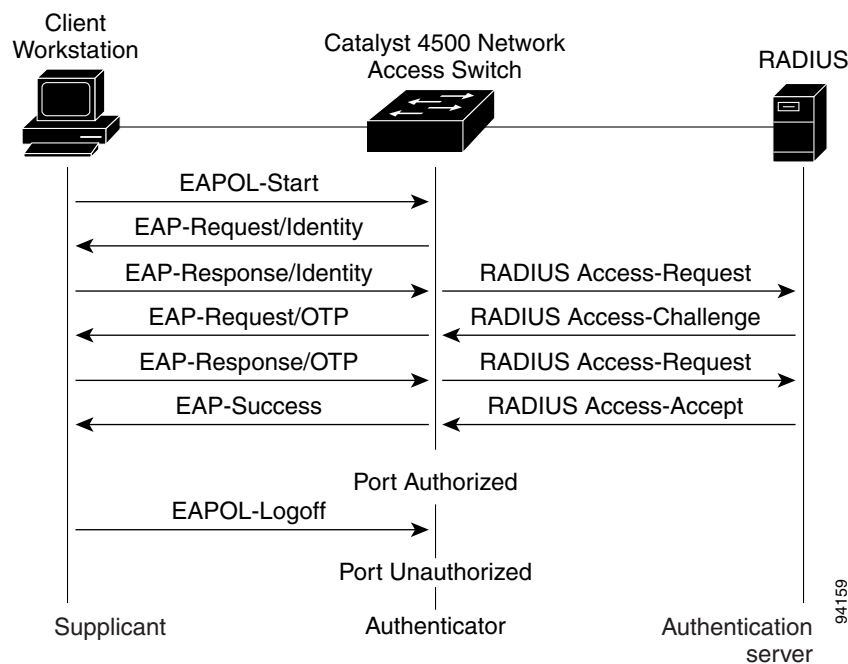 Client
Workstation
Catalyst 4500 Network
Access Switch
RADIUS
EAPOL-Start
EAP-Request/Identity
EAP-Response/Identity
RADIUS Access-Request
EAP-Request/OTP
RADIUS Access-Challenge
EAP-Response/OTP
RADIUS Access-Request
EAP-Success
RADIUS Access-Accept
Port Authorized
EAPOL-Logoff
Port Unauthorized
Supplicant
Authenticator
Authentication
server
94159